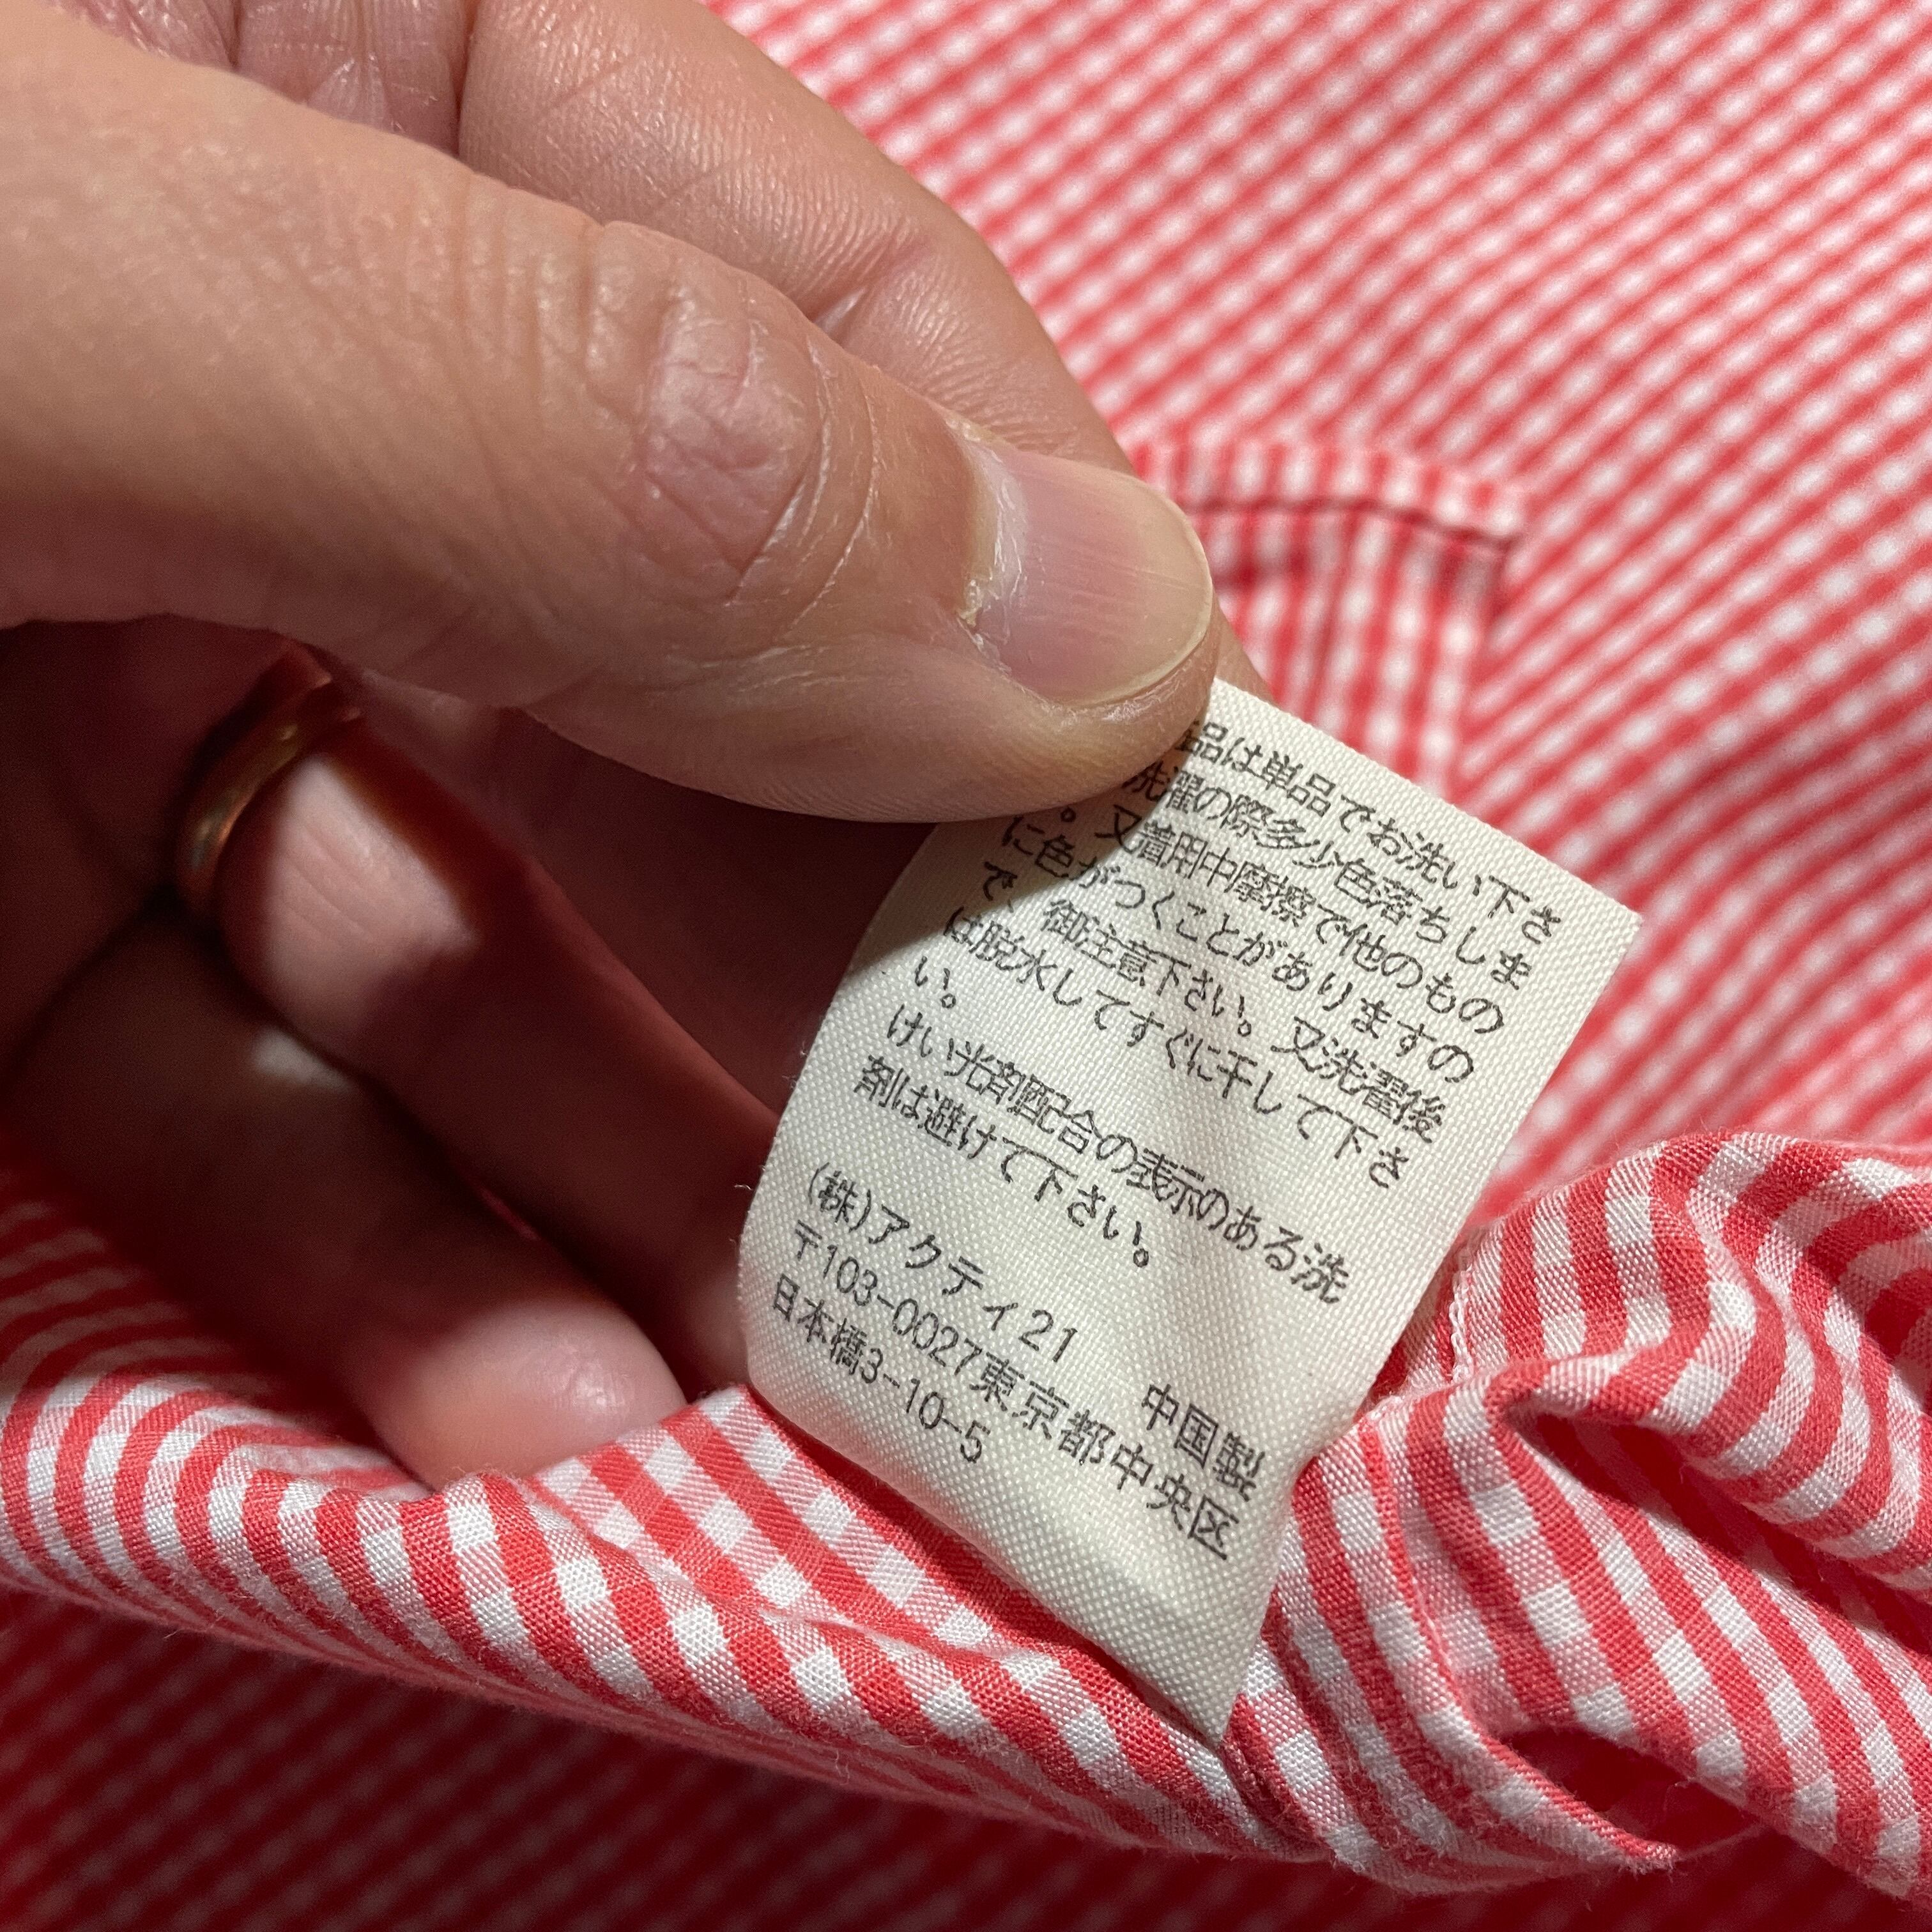 品は単品でお洗い下さ
洗濯の際多少色落ちしま
。又着用中摩擦で他のもの
に色がつくことがありますの
で、御注意下さい。又洗濯後
は脱水してすぐに干して下さ
い。
けい光剤配合の表示のある洗
剤は避けて下さい。
(株)アクティ21
中国製
〒103-0027東京都中央区
日本橋3-10-5